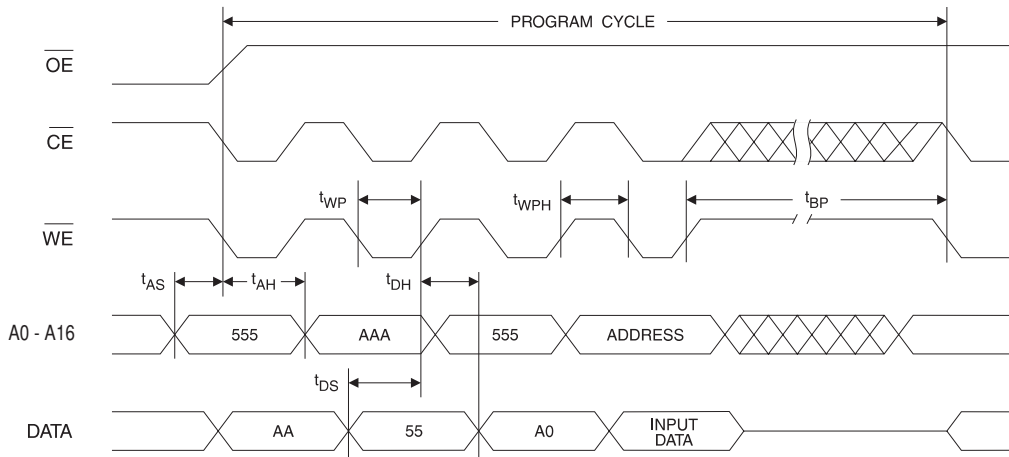 PROGRAM CYCLE
OE
CE
tWP
tWPH
tBP
WE
tAS
tAH
tDH
A0 - A16
555
AAA
555
ADDRESS
tDS
DATA
AA
55
A0
INPUT
DATA